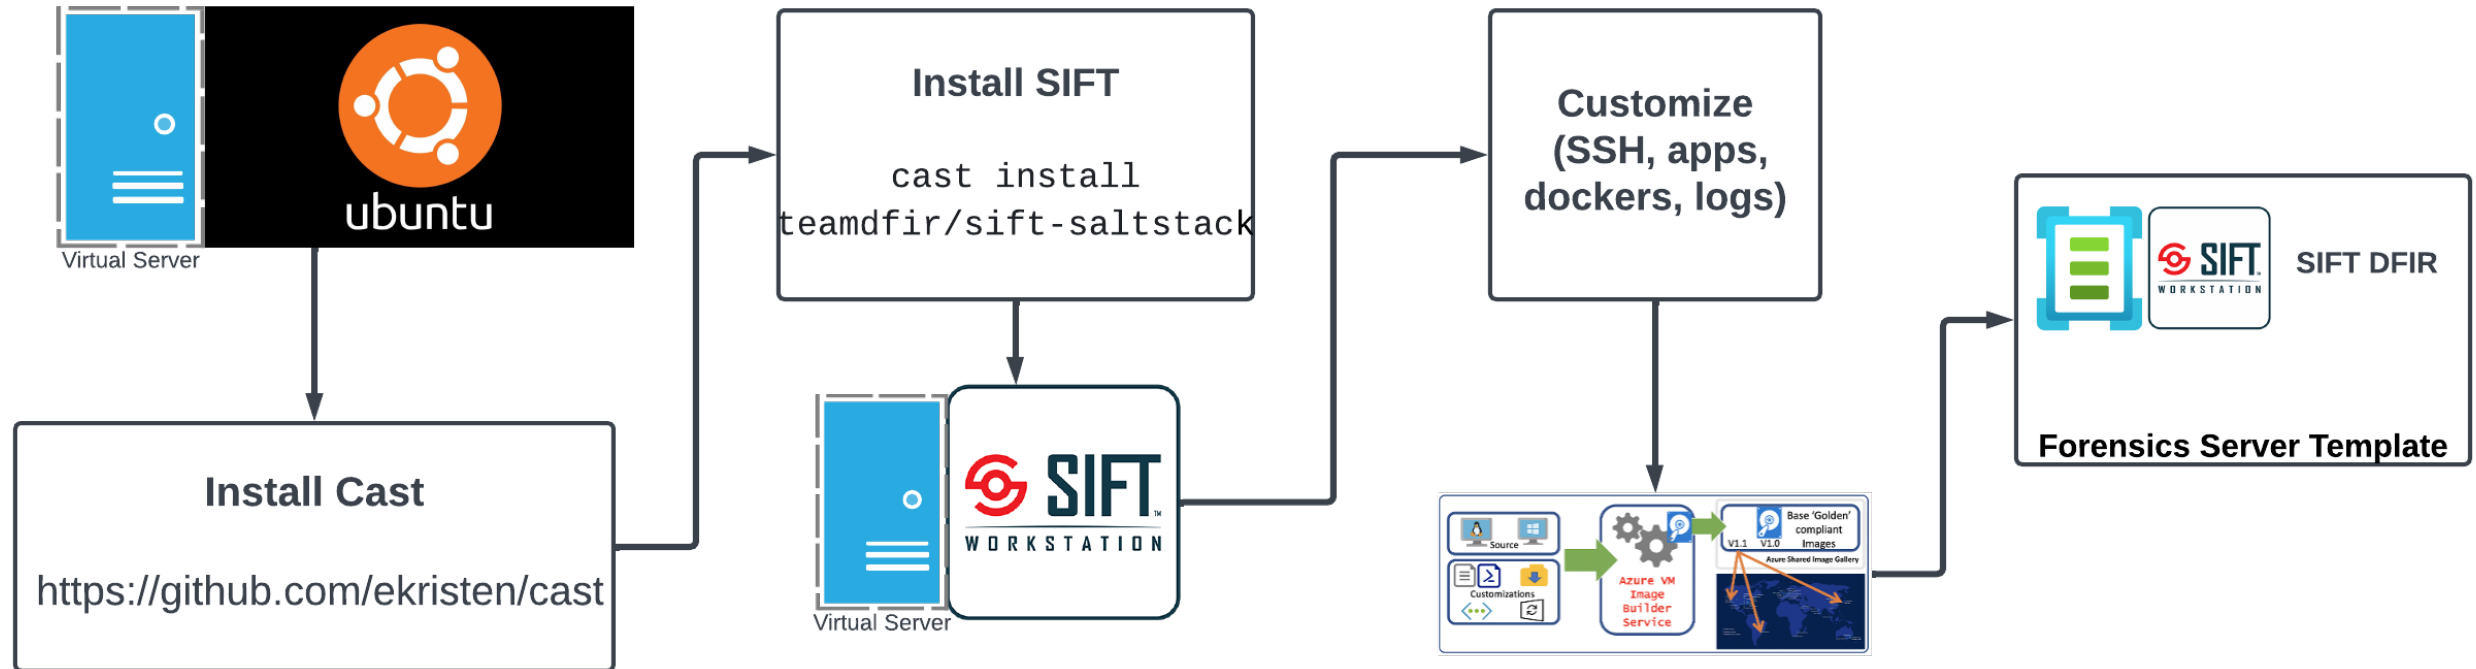 ubuntu
Virtual Server
Install Cast
https://github.com/ekristen/cast
Install SIFT
cast install
teamdfir/sift-saltstack
SIFT™
WORKSTATION
Virtual Server
Customize
(SSH, apps,
dockers, logs)
Source
Customizations
Azure VM
Image
Builder
Service
Base 'Golden'
compliant
Images
V1.1 V1.0
Azure Shared Image Gallery
SIFT
WORKSTATION
SIFT DFIR
Forensics Server Template